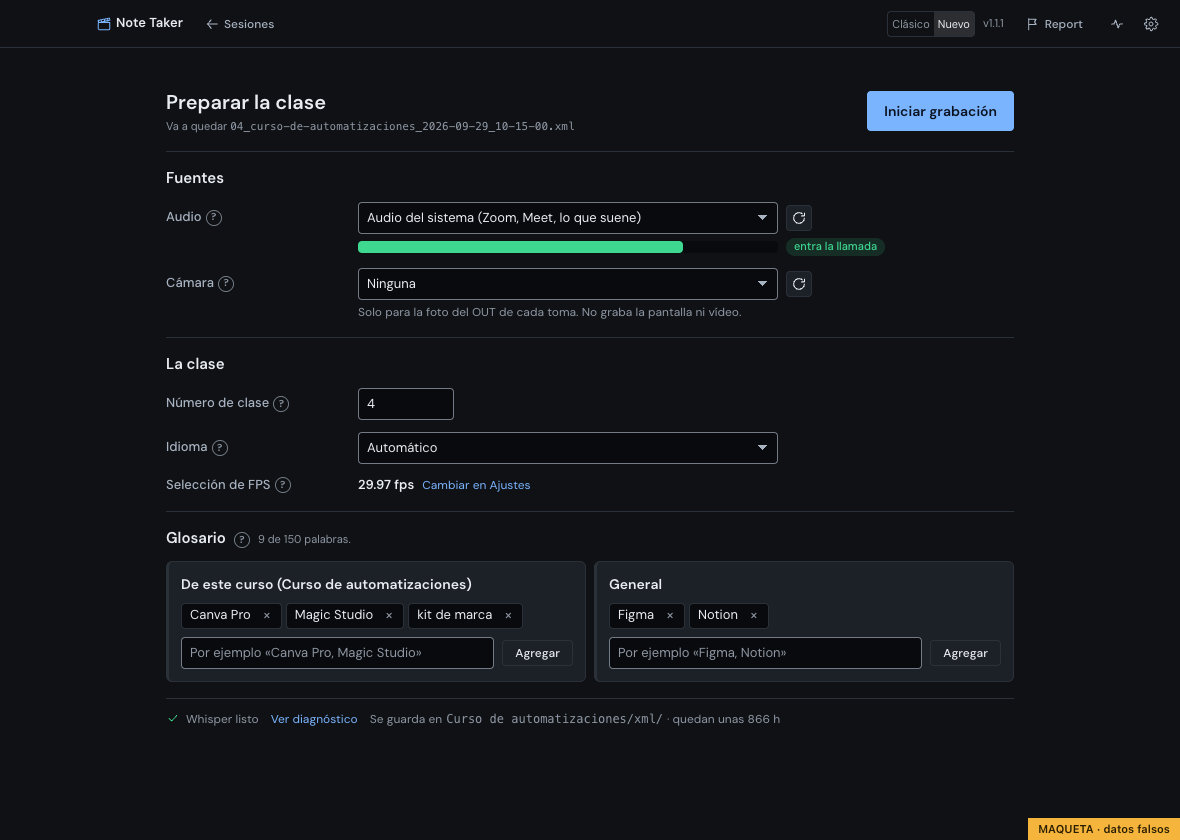 Note Taker ← Sesiones Clásico Nuevo v1.1.1 Report
Preparar la clase
Iniciar grabación
Va a quedar 04_curso-de-automatizaciones_2026-09-29_10-15-00.xml
Fuentes
Audio ? Audio del sistema (Zoom, Meet, lo que suene)
entra la llamada
Cámara ? Ninguna
Solo para la foto del OUT de cada toma. No graba la pantalla ni vídeo.
La clase
Número de clase ? 4
Idioma ? Automático
Selección de FPS ? 29.97 fps Cambiar en Ajustes
Glosario ? 9 de 150 palabras.
De este curso (Curso de automatizaciones)
Canva Pro × Magic Studio × kit de marca ×
Por ejemplo «Canva Pro, Magic Studio» Agregar
General
Figma × Notion ×
Por ejemplo «Figma, Notion» Agregar
✓ Whisper listo Ver diagnóstico Se guarda en Curso de automatizaciones/xml/ · quedan unas 866 h
MAQUETA · datos falsos